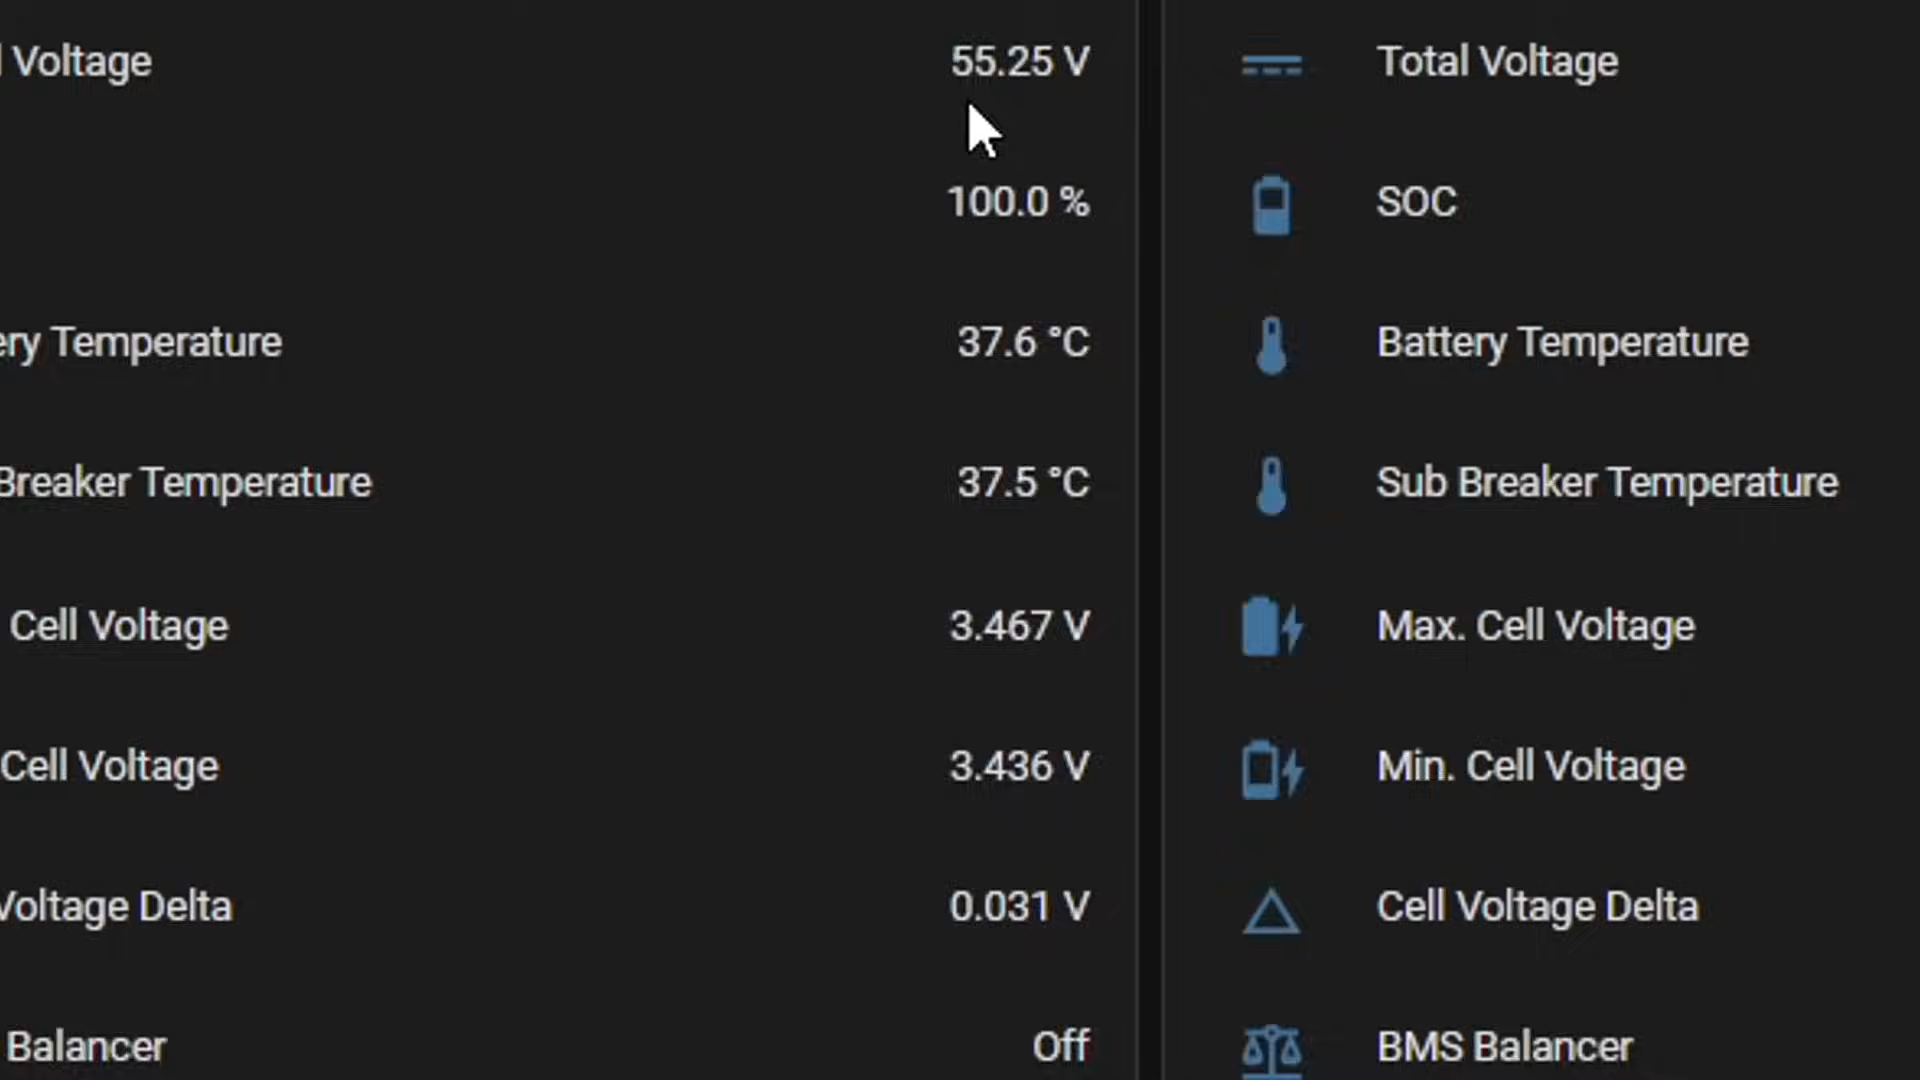 Voltage 55.25 V
100.0 %
Temperature 37.6 °C
Breaker Temperature 37.5 °C
Cell Voltage 3.467 V
Cell Voltage 3.436 V
Voltage Delta 0.031 V
Balancer Off
Total Voltage
SOC
Battery Temperature
Sub Breaker Temperature
Max. Cell Voltage
Min. Cell Voltage
Cell Voltage Delta
BMS Balancer